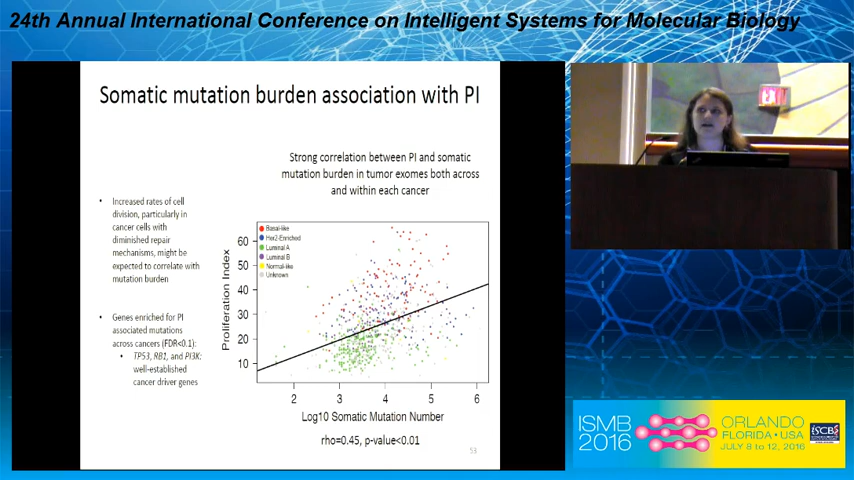 24th Annual International Conference on Intelligent Systems for Molecular Biology
Somatic mutation burden association with PI
Strong correlation between PI and somatic
mutation burden in tumor exomes both across
and within each cancer
• Increased rates of cell
division, particularly in
cancer cells with
diminished repair
mechanisms, might be
expected to correlate with
mutation burden
• Genes enriched for PI
associated mutations
across cancers (FDR<0.1):
• TP53, RB1, and PI3K:
well-established
cancer driver genes
Basal-like
Her2-Enriched
Luminal A
Luminal B
Normal-like
Unknown
Proliferation Index
60
50
40
30
20
10
2 3 4 5 6
Log10 Somatic Mutation Number
rho=0.45, p-value<0.01
53
ISMB
2016
ORLANDO
FLORIDA • USA
JULY 8 to 12, 2016
ISCB